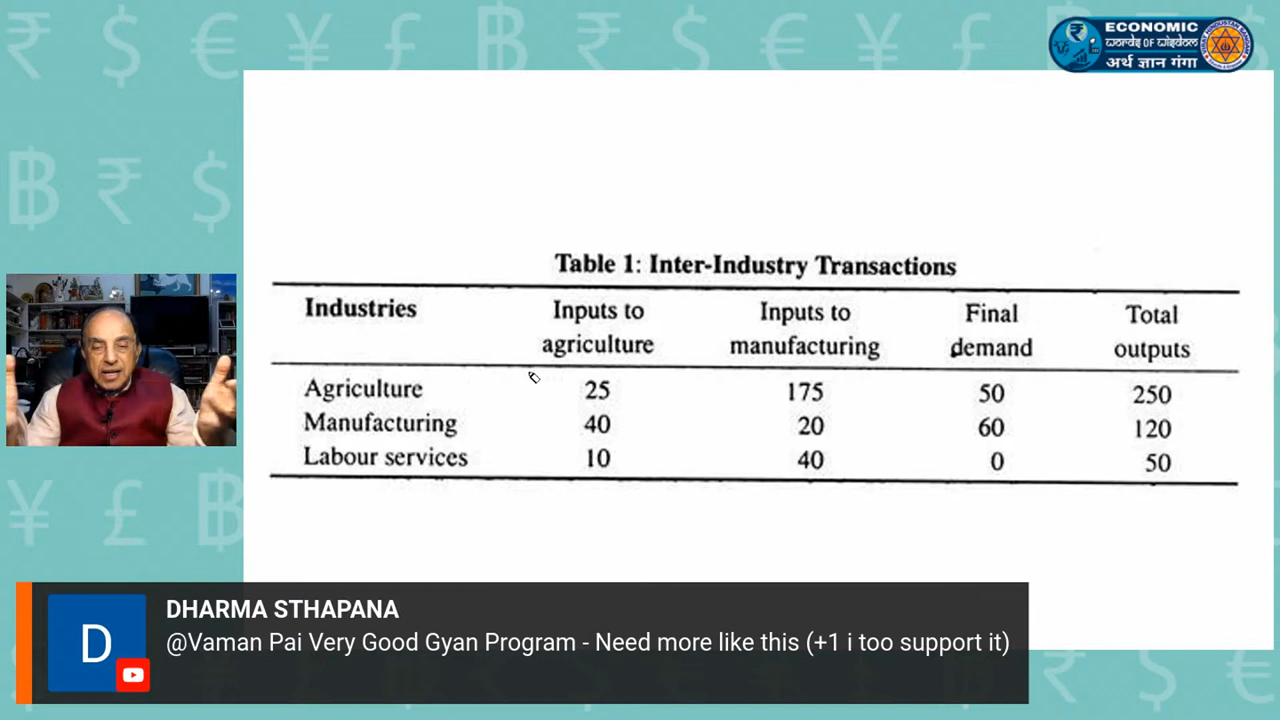 ECONOMIC
WORDS OF WISDOM
अर्थ ज्ञान गंगा
Table 1: Inter-Industry Transactions
Industries Inputs to agriculture Inputs to manufacturing Final demand Total outputs
Agriculture 25 175 50 250
Manufacturing 40 20 60 120
Labour services 10 40 0 50
D
DHARMA STHAPANA
@Vaman Pai Very Good Gyan Program - Need more like this (+1 i too support it)